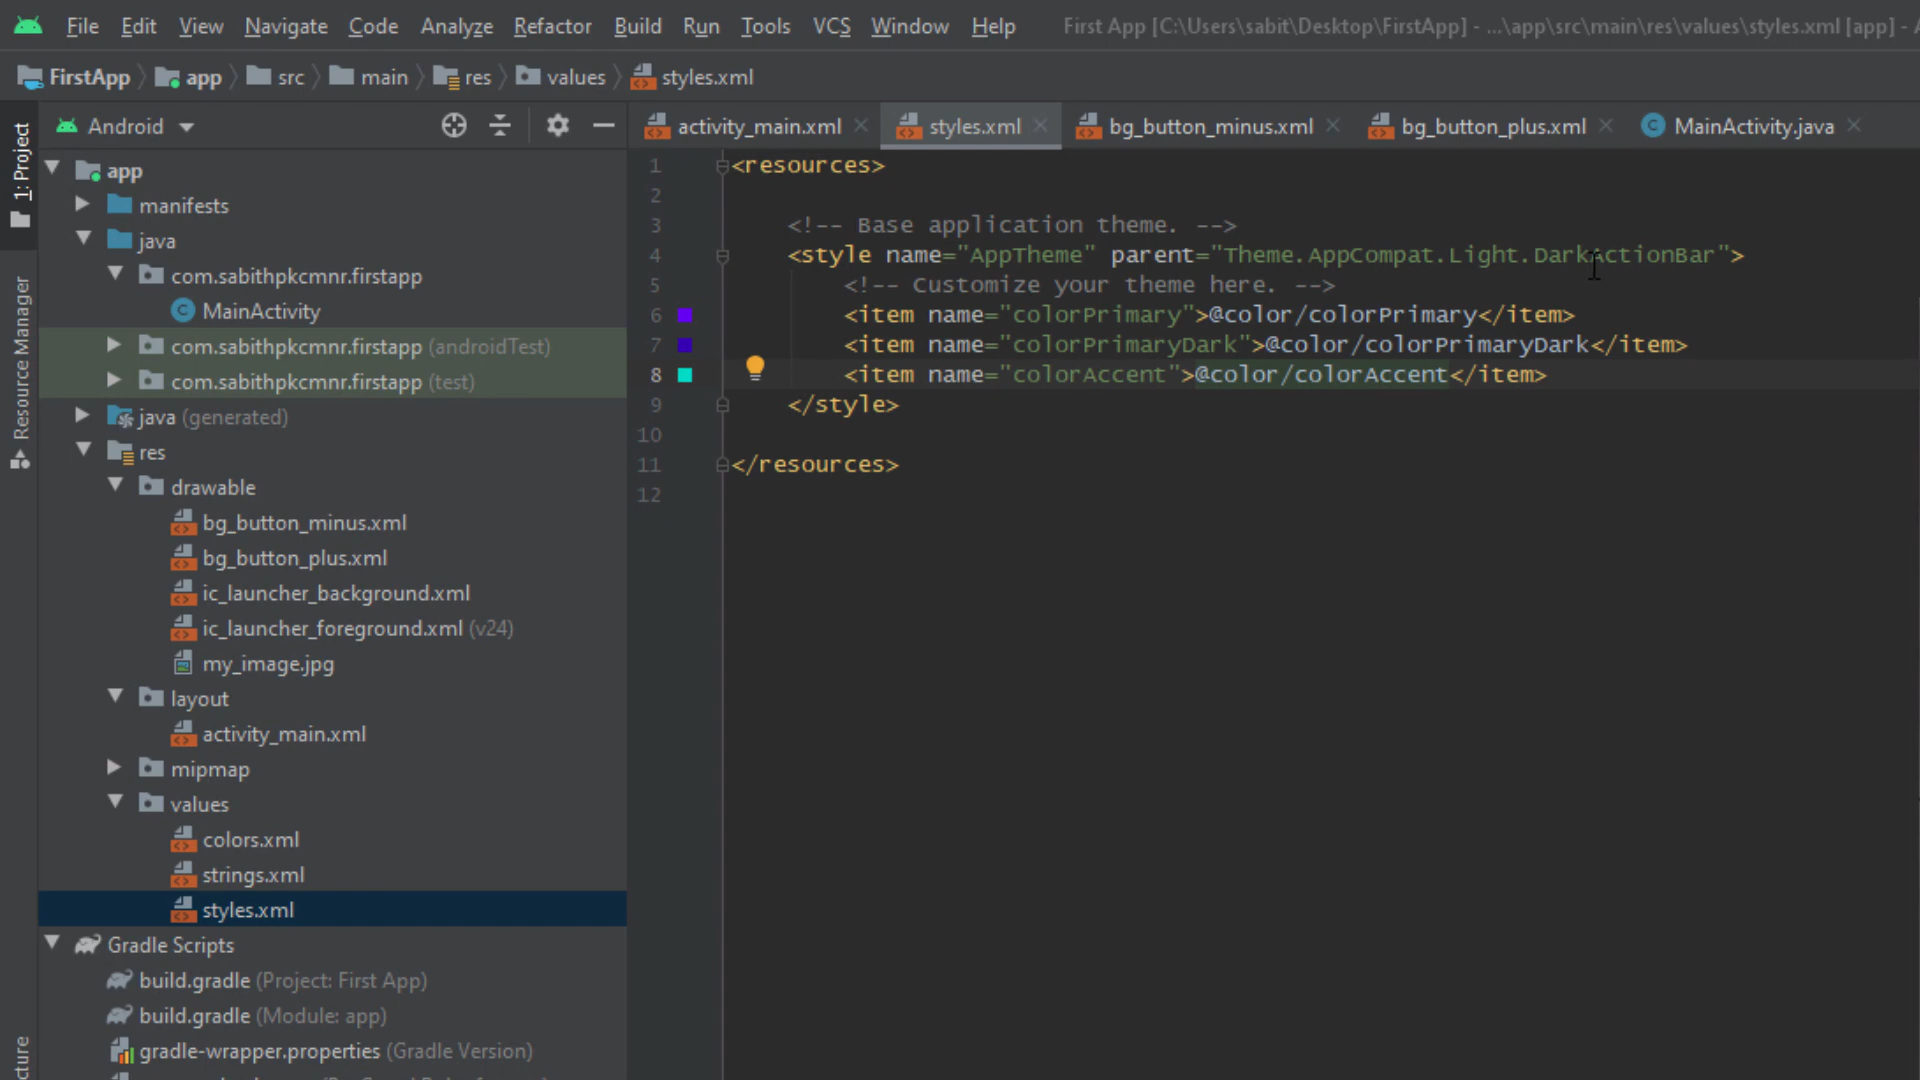 File Edit View Navigate Code Analyze Refactor Build Run Tools VCS Window Help First App [C:\Users\sabit\Desktop\FirstApp] - ...\app\src\main\res\values\styles.xml [app] -
FirstApp app src main res values styles.xml
Android
activity_main.xml styles.xml bg_button_minus.xml bg_button_plus.xml MainActivity.java
1: Project
Resource Manager
app
manifests
java
com.sabithpkcmnr.firstapp
MainActivity
com.sabithpkcmnr.firstapp (androidTest)
com.sabithpkcmnr.firstapp (test)
java (generated)
res
drawable
bg_button_minus.xml
bg_button_plus.xml
ic_launcher_background.xml
ic_launcher_foreground.xml (v24)
my_image.jpg
layout
activity_main.xml
mipmap
values
colors.xml
strings.xml
styles.xml
Gradle Scripts
build.gradle (Project: First App)
build.gradle (Module: app)
gradle-wrapper.properties (Gradle Version)
1 <resources>
2
3 <!-- Base application theme. -->
4 <style name="AppTheme" parent="Theme.AppCompat.Light.DarkActionBar">
5 <!-- Customize your theme here. -->
6 <item name="colorPrimary">@color/colorPrimary</item>
7 <item name="colorPrimaryDark">@color/colorPrimaryDark</item>
8 <item name="colorAccent">@color/colorAccent</item>
9 </style>
10
11 </resources>
12